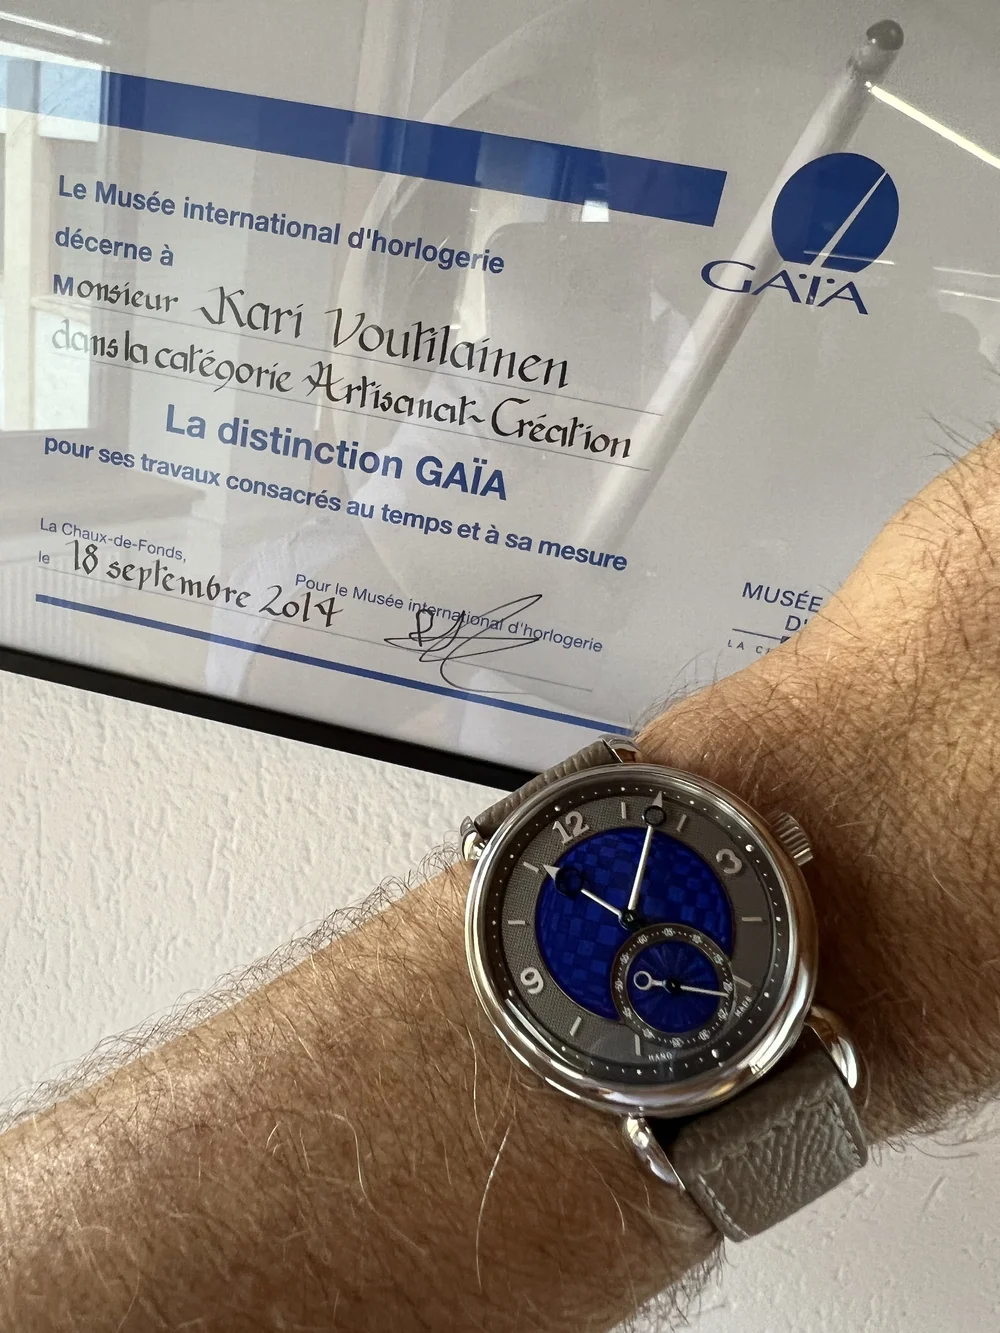 Le Musée international d'horlogerie
décerne à
Monsieur Kari Voutilainen
dans la catégorie Artisanat-Création
La distinction GAÏA
pour ses travaux consacrés au temps et à sa mesure
La Chaux-de-Fonds,
le 18 septembre 2014
Pour le Musée international d'horlogerie
GAÏA
MUSÉE
D'
LA C
12
3
9
HAND
MADE